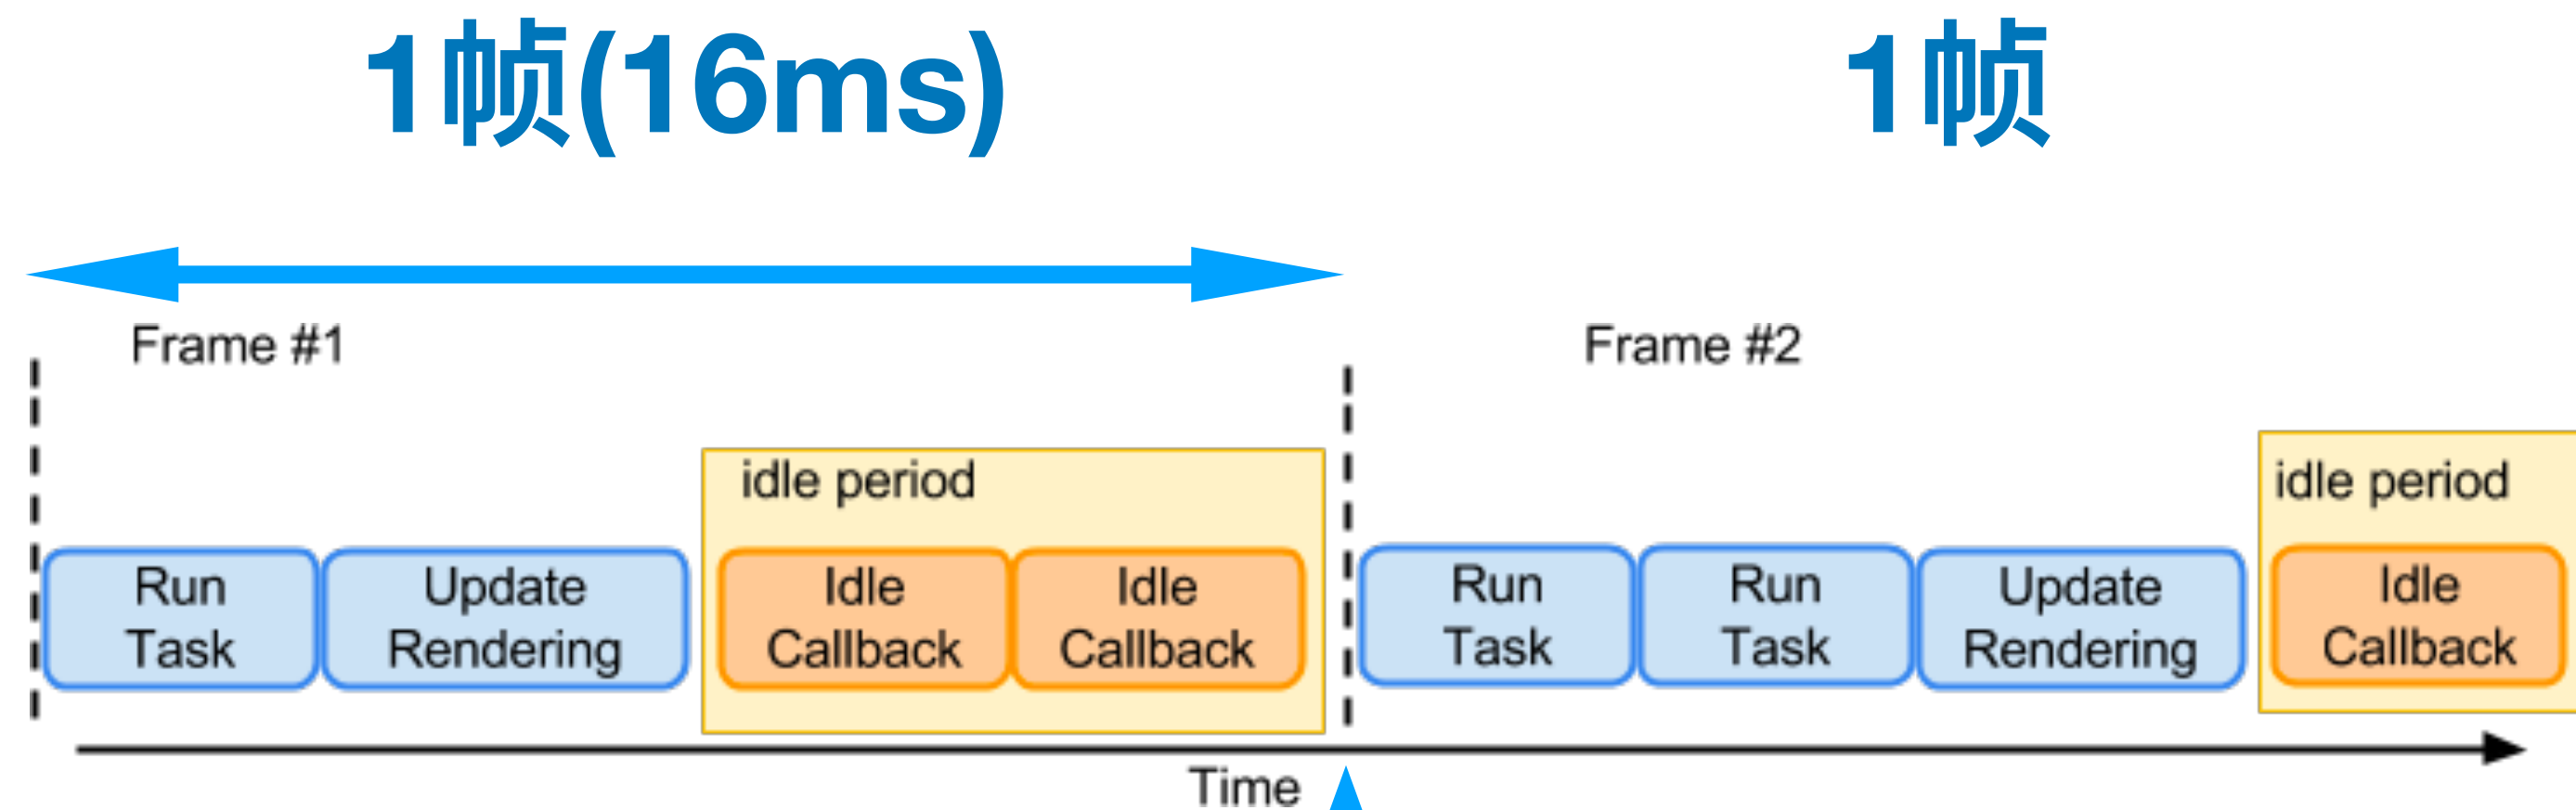 1帧(16ms)
1帧
Frame #1
Frame #2
idle period
idle period
Run
Task
Update
Rendering
Idle
Callback
Idle
Callback
Run
Task
Run
Task
Update
Rendering
Idle
Callback
Time